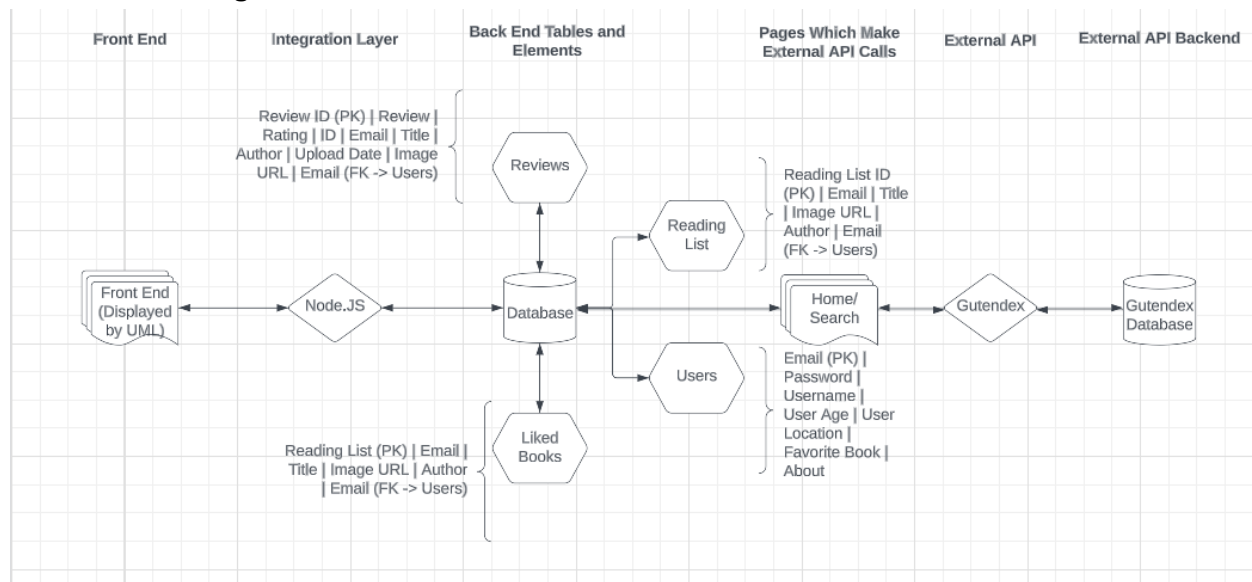 Front End
Integration Layer
Back End Tables and
Elements
Pages Which Make
External API Calls
External API
External API Backend
Review ID (PK) | Review |
Rating | ID | Email | Title |
Author | Upload Date | Image
URL | Email (FK -> Users)
Reviews
Reading List ID
(PK) | Email | Title
| Image URL |
Author | Email
(FK -> Users)
Reading
List
Front End
(Displayed
by UML)
Node.JS
Database
Home/
Search
Gutendex
Gutendex
Database
Users
Email (PK) |
Password |
Username |
User Age | User
Location |
Favorite Book |
About
Liked
Books
Reading List (PK) | Email |
Title | Image URL | Author
| Email (FK -> Users)